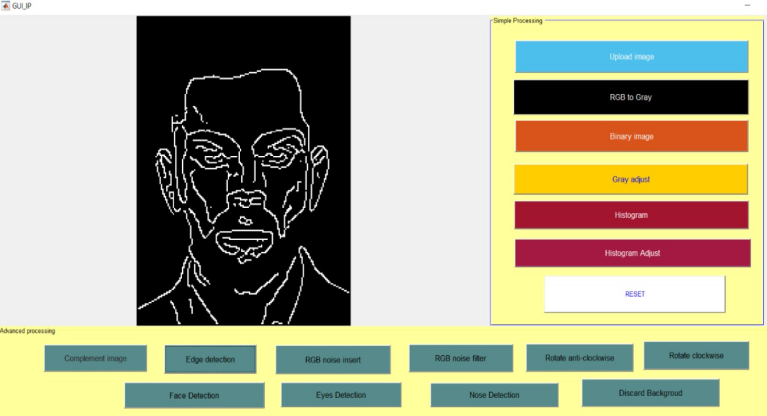 GUI_IP
Simple Processing
Upload image
RGB to Gray
Binary image
Gray adjust
Histogram
Histogram Adjust
RESET
Advanced processing
Complement image
Edge detection
RGB noise insert
RGB noise filter
Rotate anti-clockwise
Rotate clockwise
Face Detection
Eyes Detection
Nose Detection
Discard Backgroud